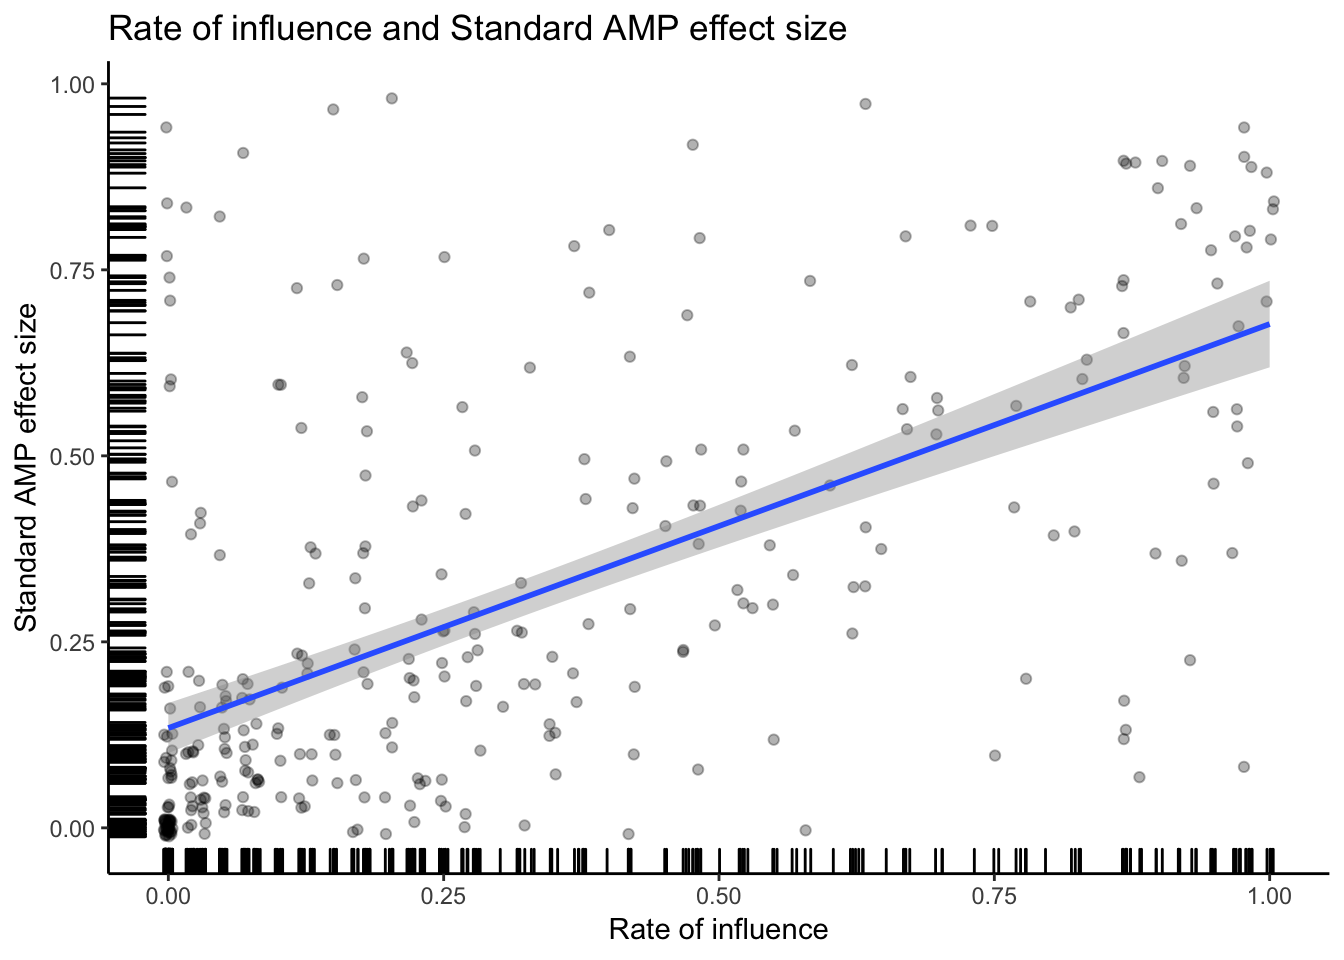 Rate of influence and Standard AMP effect size
1.00
0.75
0.50
0.25
0.00
Standard AMP effect size
0.00 0.25 0.50 0.75 1.00
Rate of influence